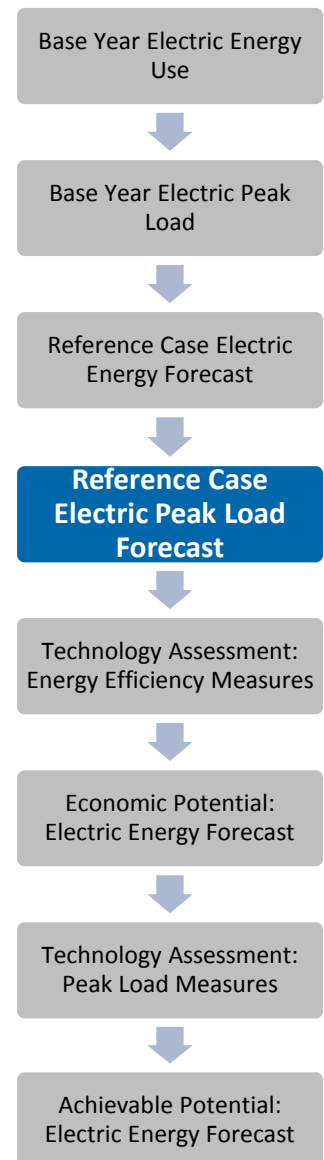 Base Year Electric Energy
Use
Base Year Electric Peak
Load
Reference Case Electric
Energy Forecast
Reference Case
Electric Peak Load
Forecast
Technology Assessment:
Energy Efficiency Measures
Economic Potential:
Electric Energy Forecast
Technology Assessment:
Peak Load Measures
Achievable Potential:
Electric Energy Forecast